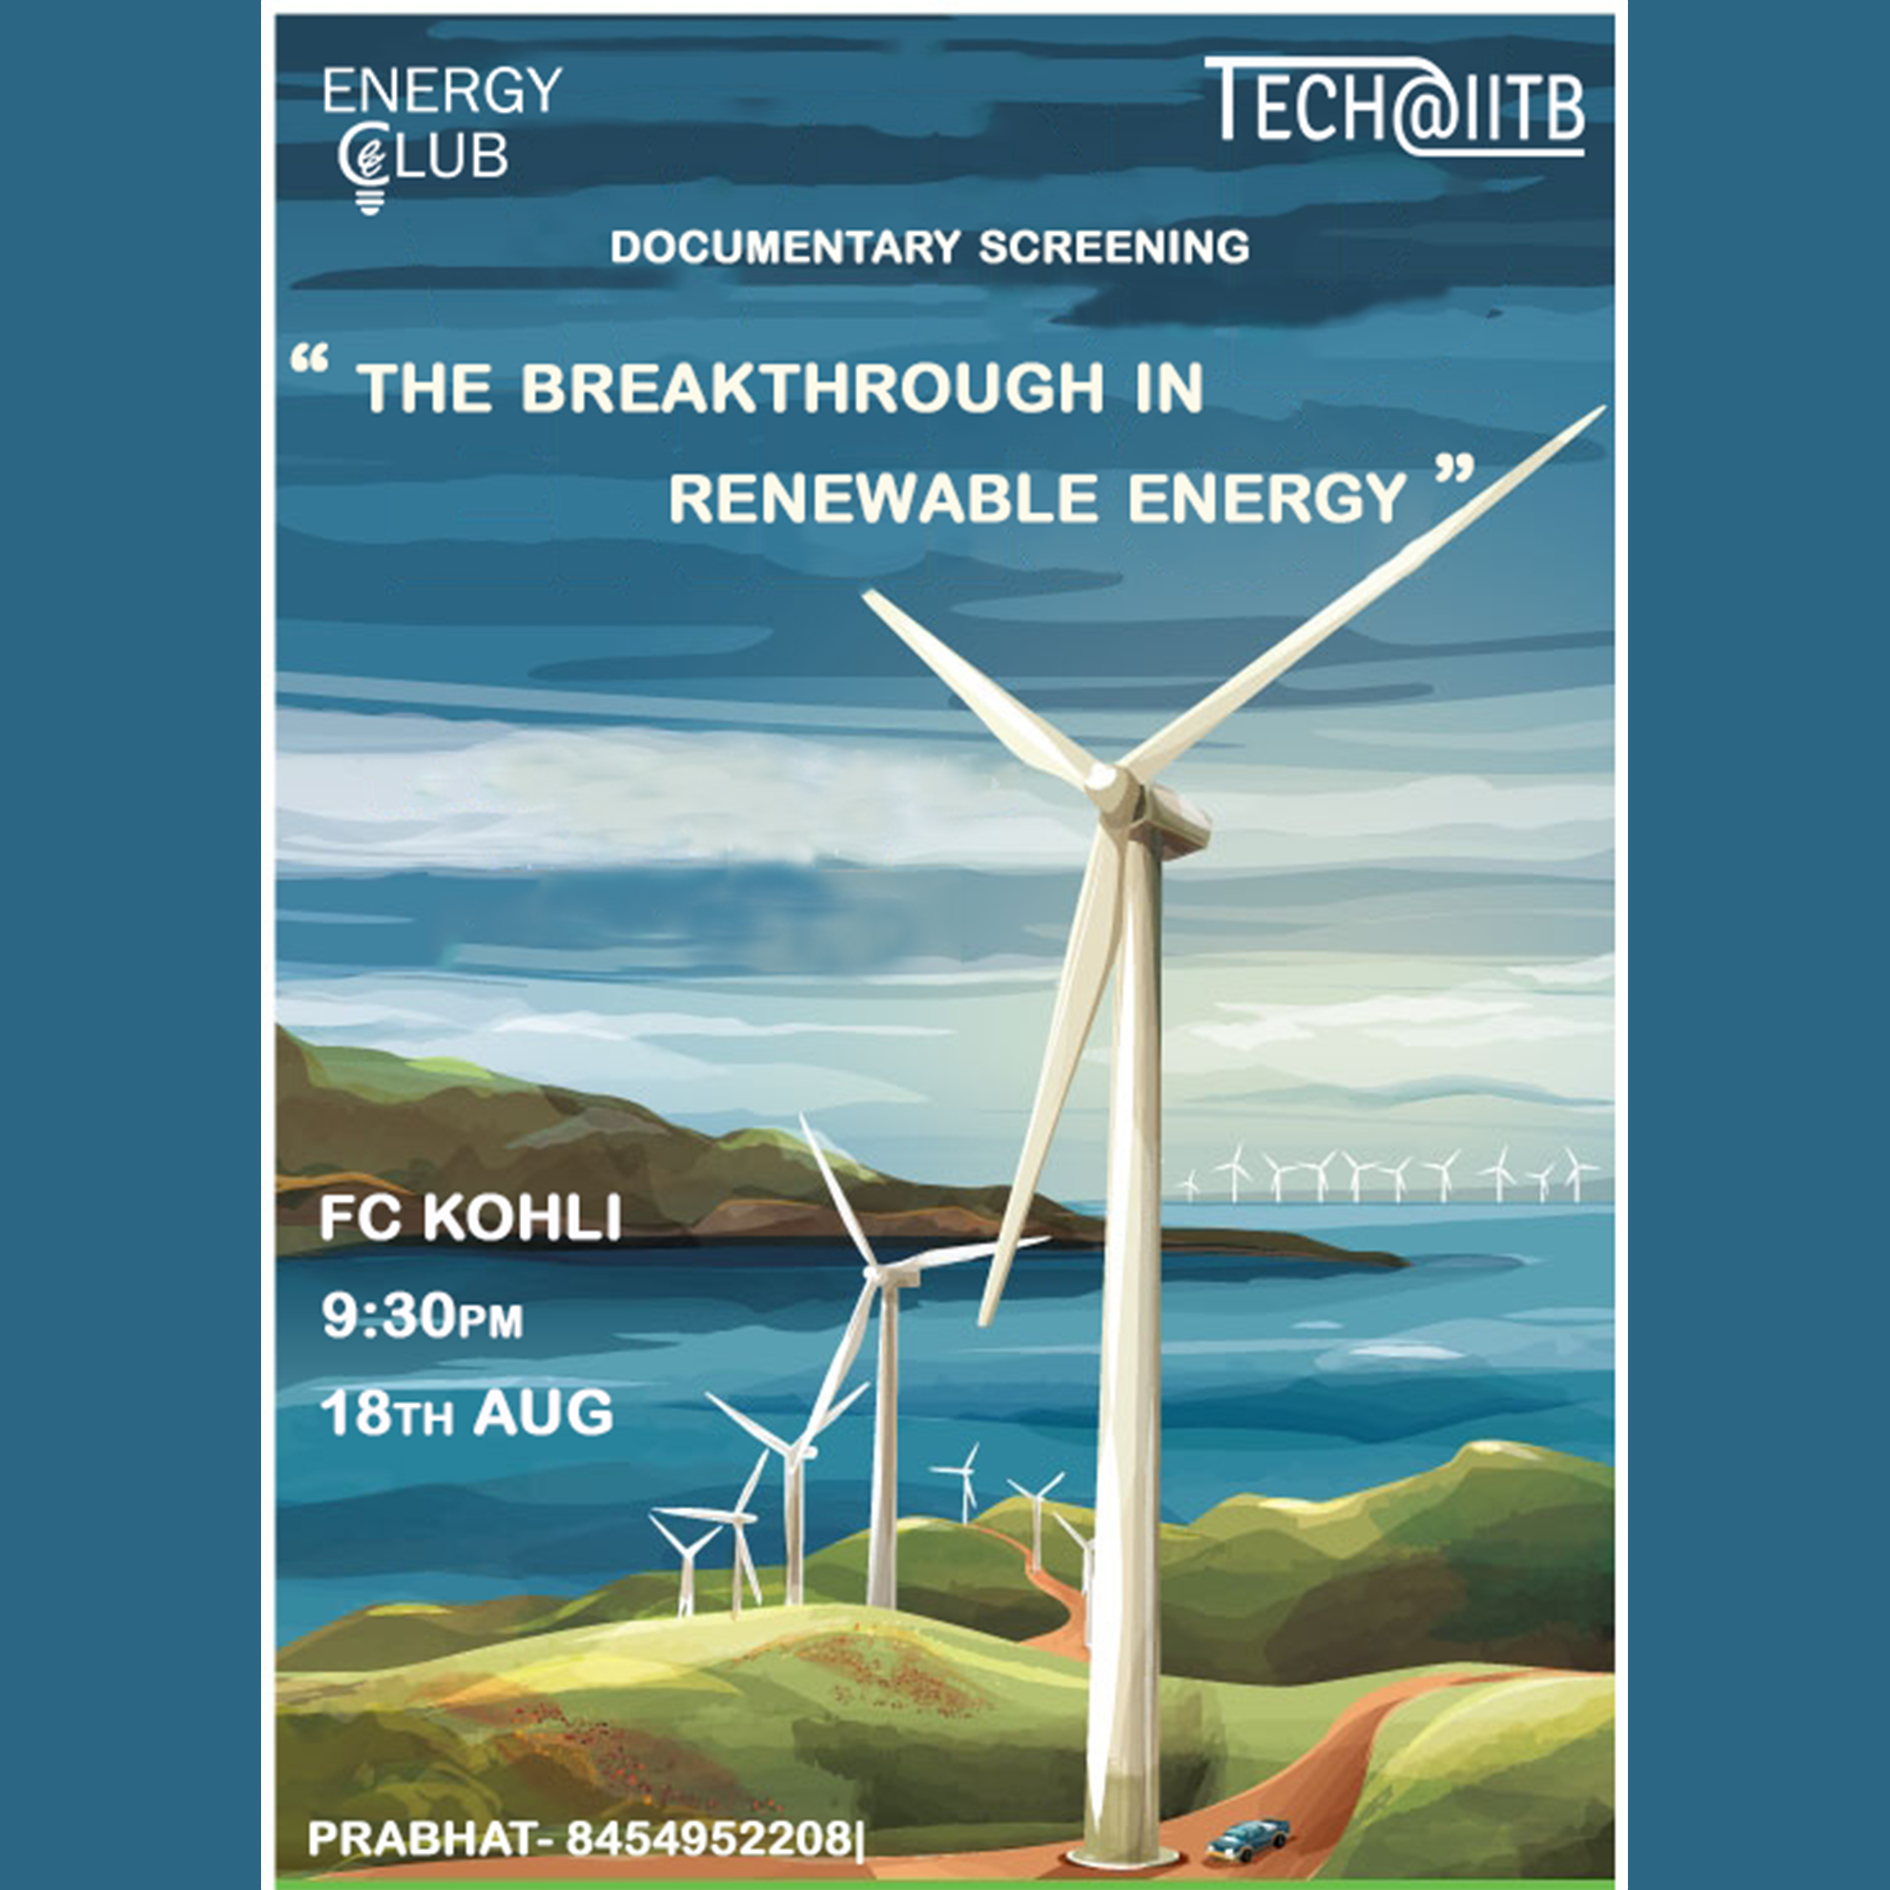 ENERGY
CLUB
TECH@IITB
DOCUMENTARY SCREENING
“ THE BREAKTHROUGH IN
RENEWABLE ENERGY ”
FC KOHLI
9:30PM
18TH AUG
PRABHAT- 8454952208|